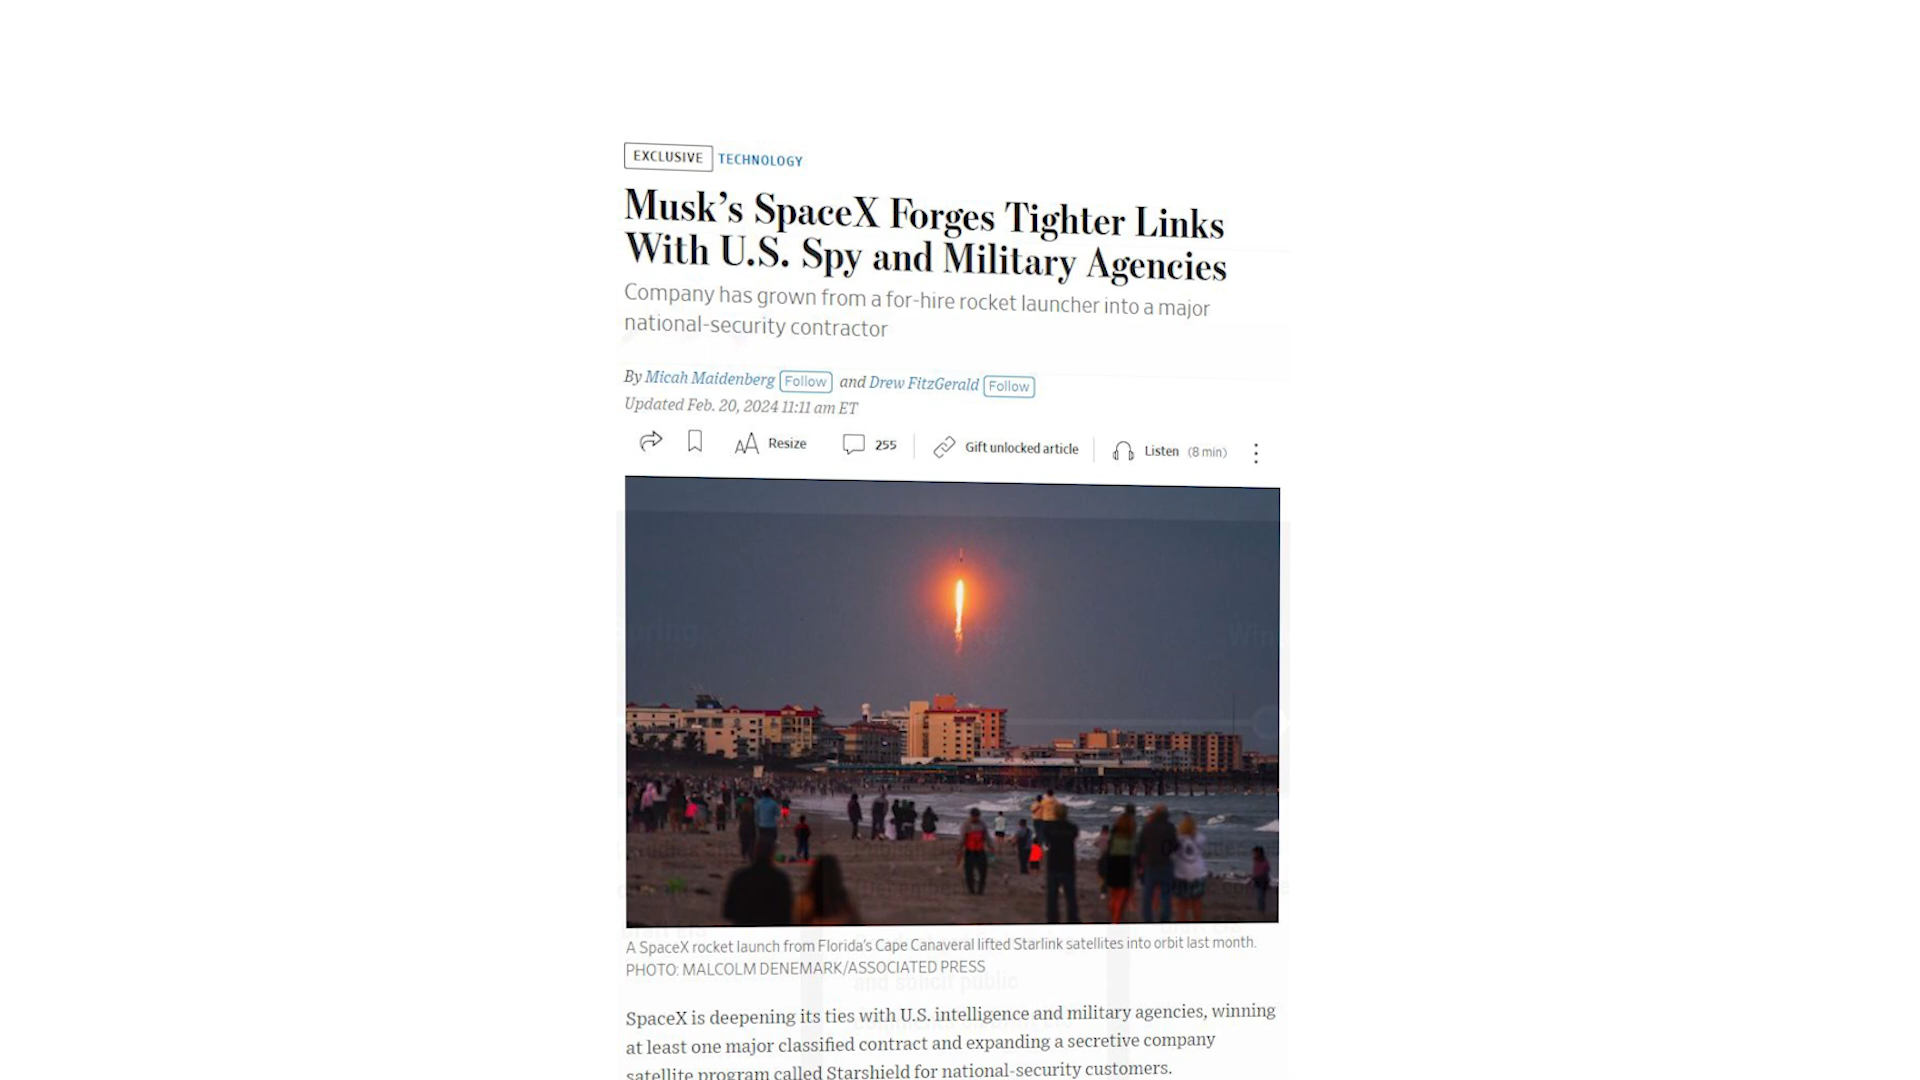 EXCLUSIVE TECHNOLOGY
Musk's SpaceX Forges Tighter Links
With U.S. Spy and Military Agencies
Company has grown from a for-hire rocket launcher into a major
national-security contractor
By Micah Maidenberg Follow and Drew FitzGerald Follow
Updated Feb. 20, 2024 11:11 am ET
Resize 255 Gift unlocked article Listen (8 min)
A SpaceX rocket launch from Florida's Cape Canaveral lifted Starlink satellites into orbit last month.
PHOTO: MALCOLM DENEMARK/ASSOCIATED PRESS
and solicit public
SpaceX is deepening its ties with U.S. intelligence and military agencies, winning
at least one major classified contract and expanding a secretive company
satellite program called Starshield for national-security customers.